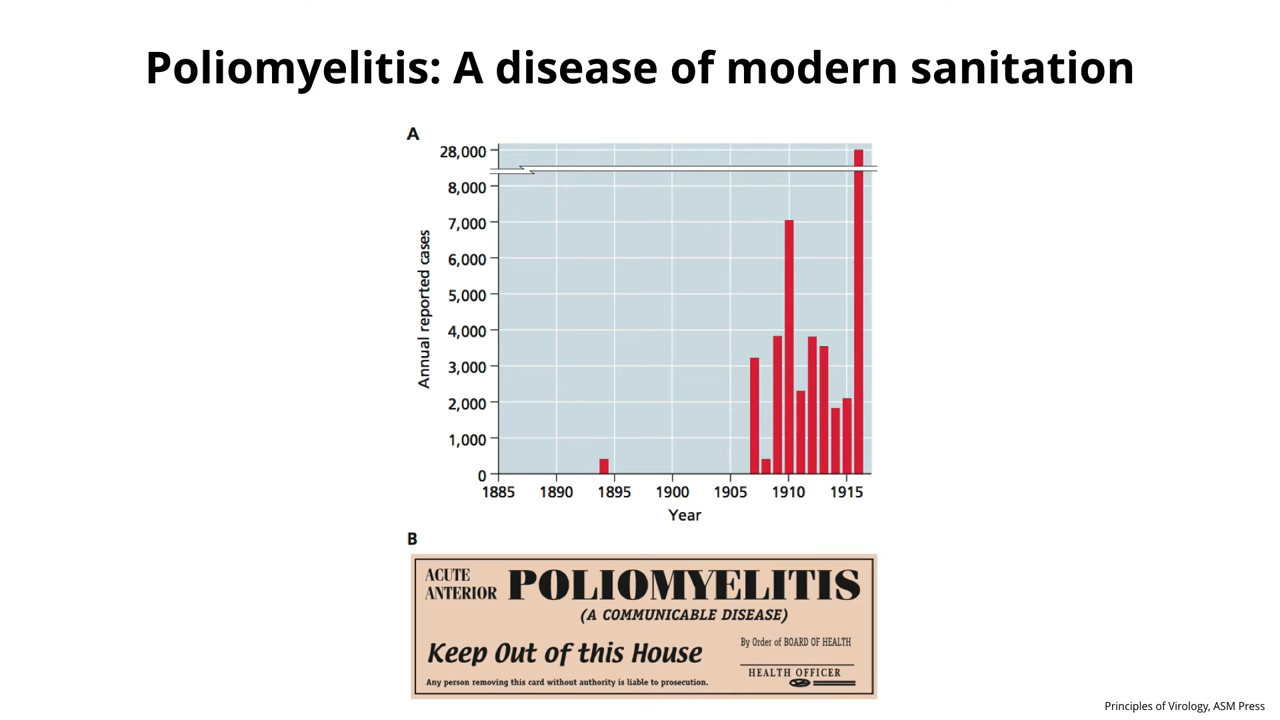 Poliomyelitis: A disease of modern sanitation
A
28,000
8,000
7,000
6,000
5,000
4,000
3,000
2,000
1,000
0
Annual reported cases
1885 1890 1895 1900 1905 1910 1915
Year
B
ACUTE
ANTERIOR
POLIOMYELITIS
(A COMMUNICABLE DISEASE)
Keep Out of this House
By Order of BOARD OF HEALTH
HEALTH OFFICER
Any person removing this card without authority is liable to prosecution.
Principles of Virology, ASM Press